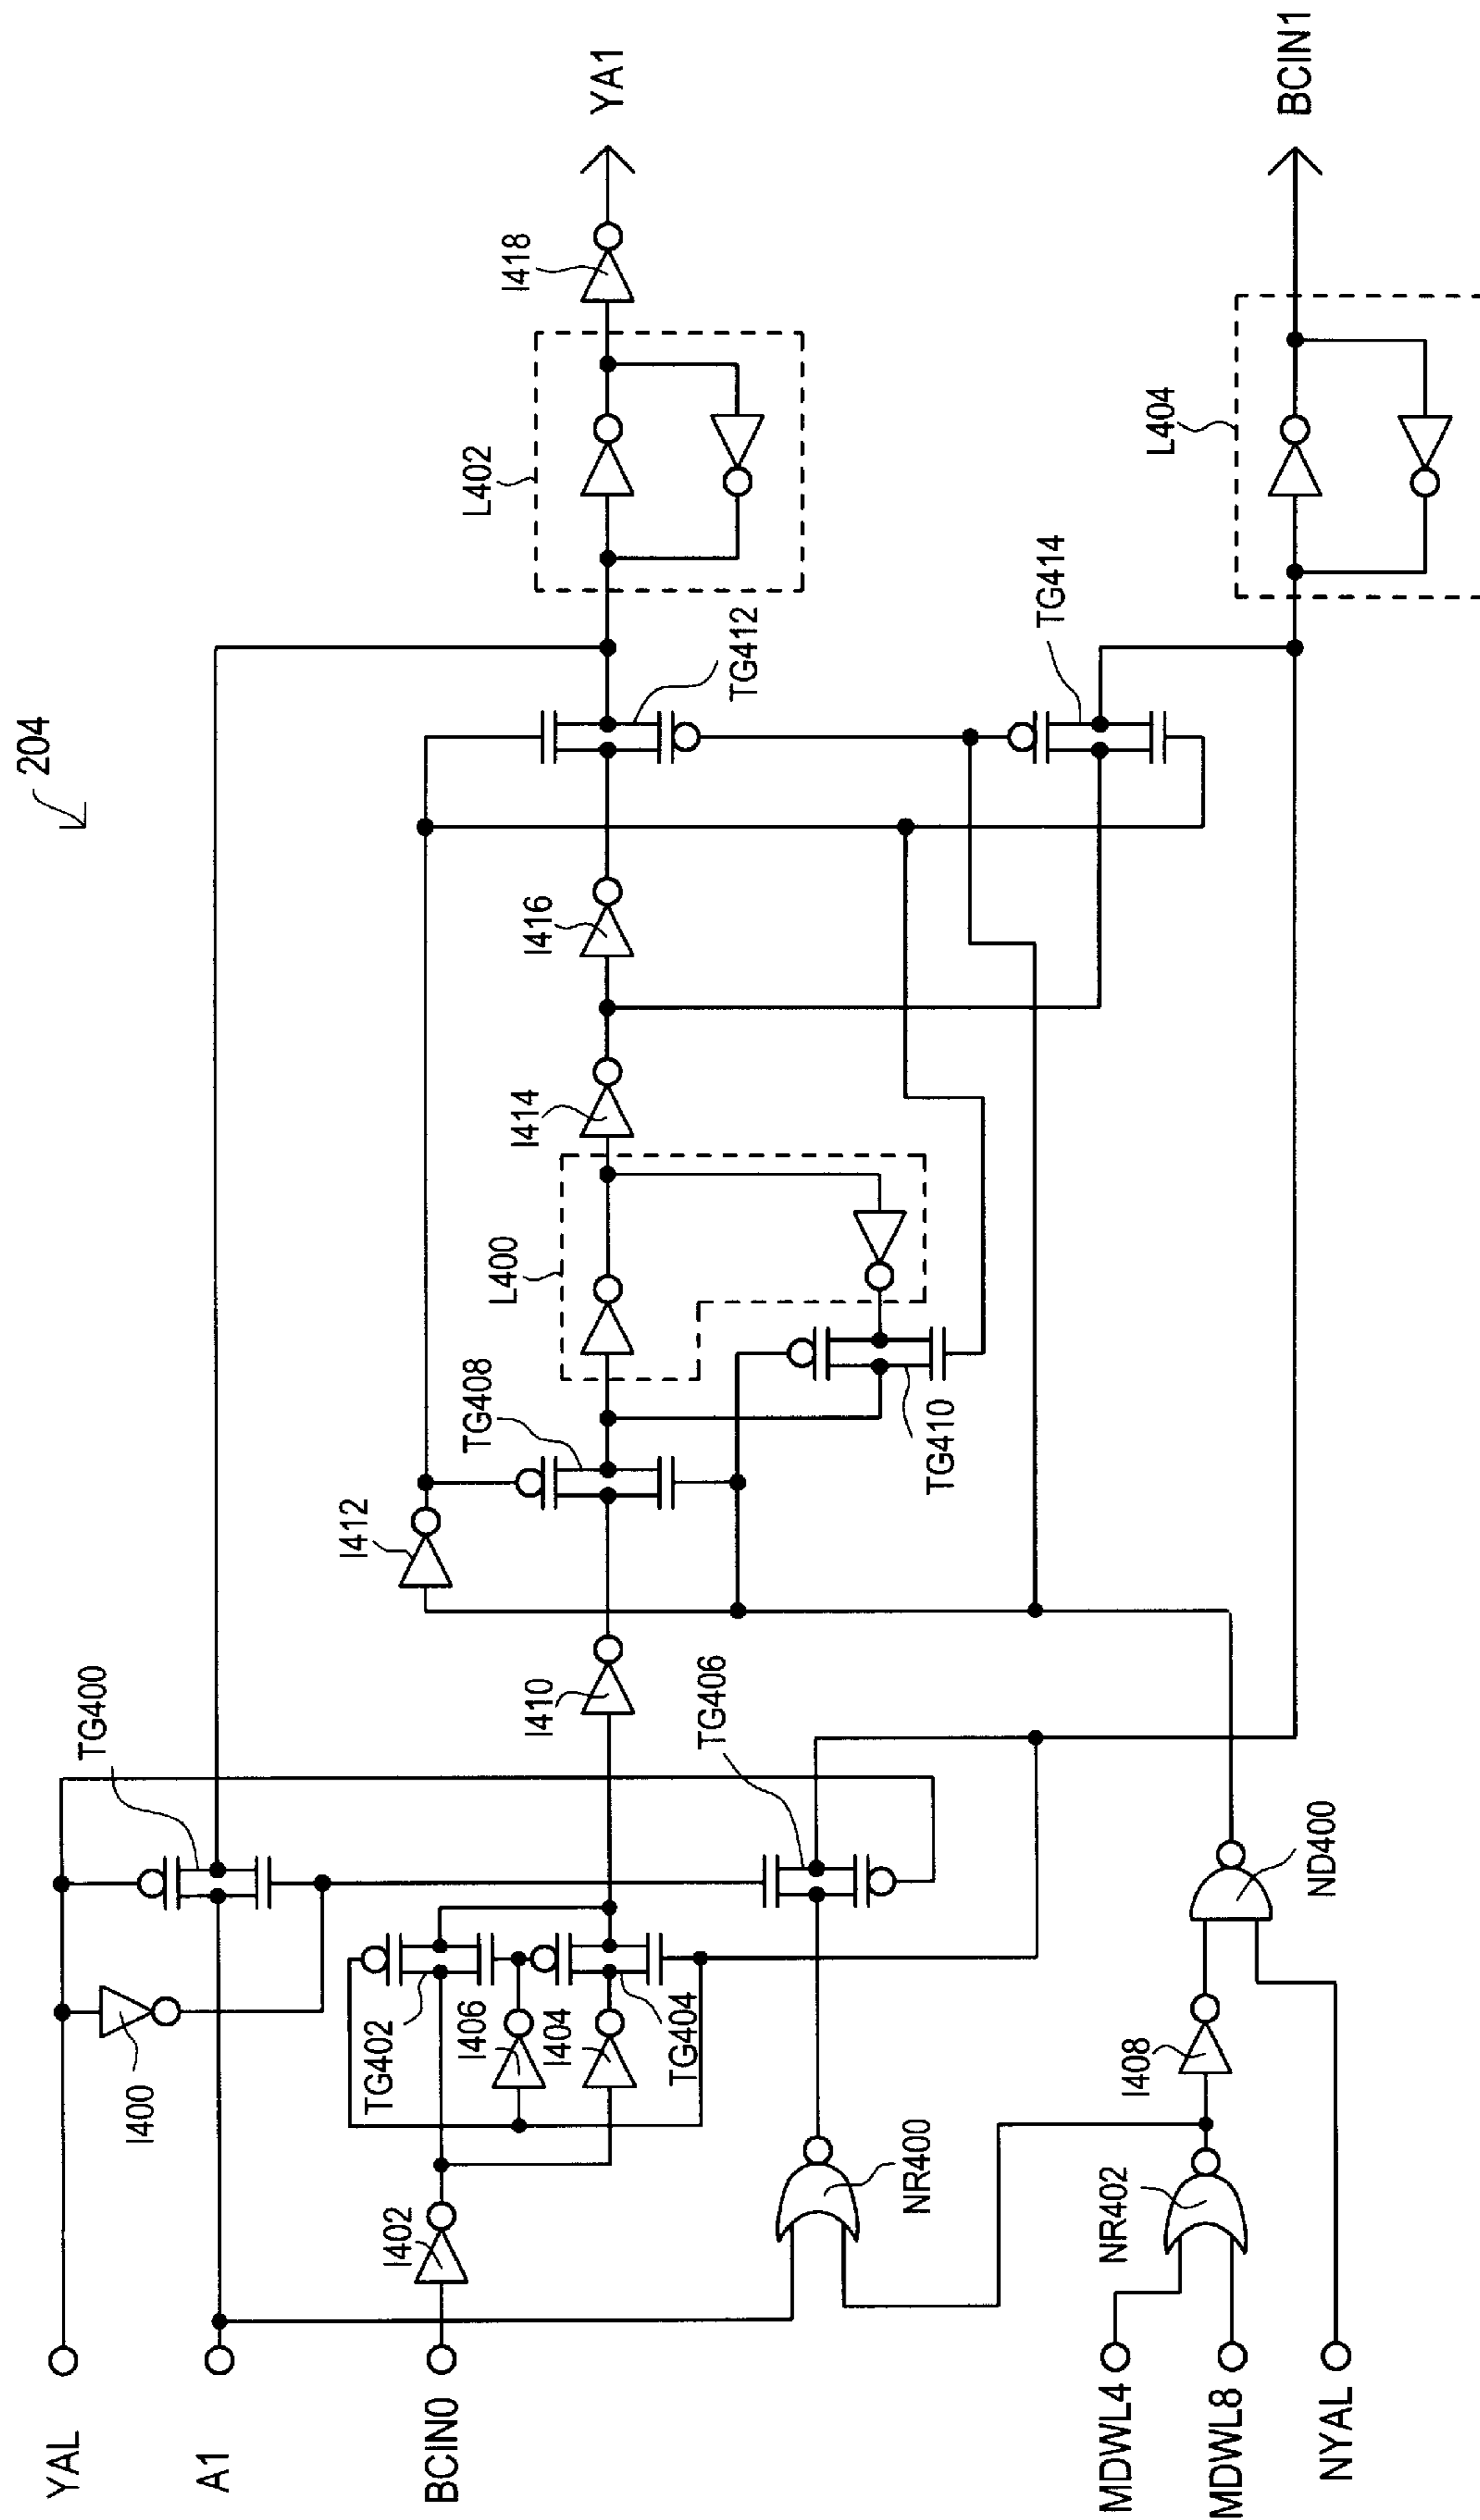 204
YAL
A1
BCIN0
MDWL4
MDWL8
NYAL
I400
TG400
I402
TG402
I406
I404
TG404
NR400
NR402
I408
ND400
TG406
I410
I412
TG408
TG410
L400
I414
I416
TG412
TG414
L402
L404
I418
YA1
BCIN1